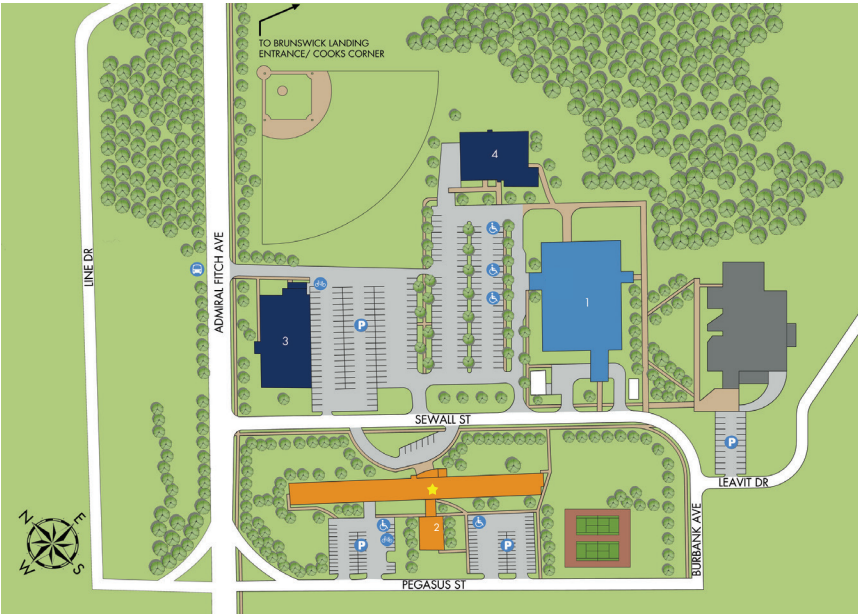 TO BRUNSWICK LANDING
ENTRANCE/ COOKS CORNER
4
LINE DR
ADMIRAL FITCH AVE
1
3
P
SEWALL ST
P
LEAVIT DR
2
P
P
BURBANK AVE
PEGASUS ST
N
E
W
S